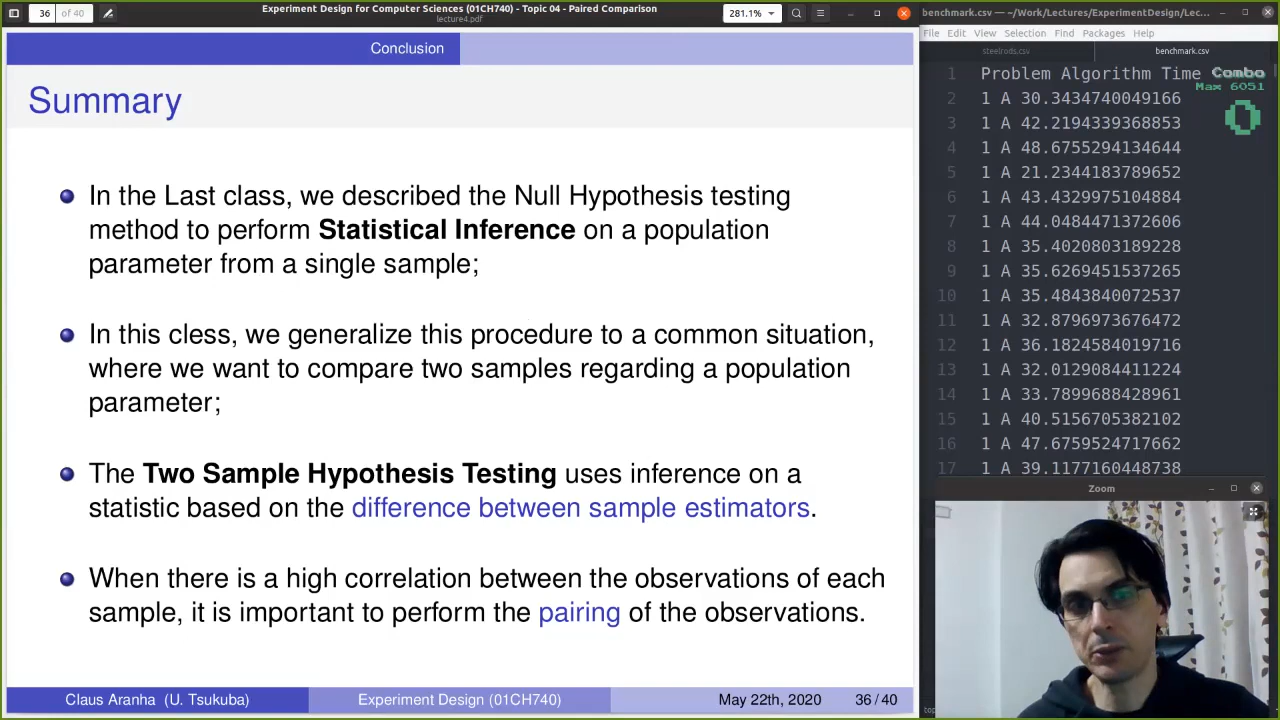 36 of 40
Experiment Design for Computer Sciences (01CH740) - Topic 04 - Paired Comparison
lecture4.pdf
281.1%
Conclusion
Summary
In the Last class, we described the Null Hypothesis testing
method to perform Statistical Inference on a population
parameter from a single sample;
In this cless, we generalize this procedure to a common situation,
where we want to compare two samples regarding a population
parameter;
The Two Sample Hypothesis Testing uses inference on a
statistic based on the difference between sample estimators.
When there is a high correlation between the observations of each
sample, it is important to perform the pairing of the observations.
Claus Aranha (U. Tsukuba) Experiment Design (01CH740) May 22th, 2020 36/40
benchmark.csv — ~/Work/Lectures/ExperimentDesign/Lec...
File Edit View Selection Find Packages Help
steelrods.csv benchmark.csv
1 Problem Algorithm Time
Combo
Max 6051
0
2 1 A 30.3434740049166
3 1 A 42.2194339368853
4 1 A 48.6755294134644
5 1 A 21.2344183789652
6 1 A 43.4329975104884
7 1 A 44.0484471372606
8 1 A 35.4020803189228
9 1 A 35.6269451537265
10 1 A 35.4843840072537
11 1 A 32.8796973676472
12 1 A 36.1824584019716
13 1 A 32.0129084411224
14 1 A 33.7899688428961
15 1 A 40.5156705382102
16 1 A 47.6759524717662
17 1 A 39.1177160448738
Zoom